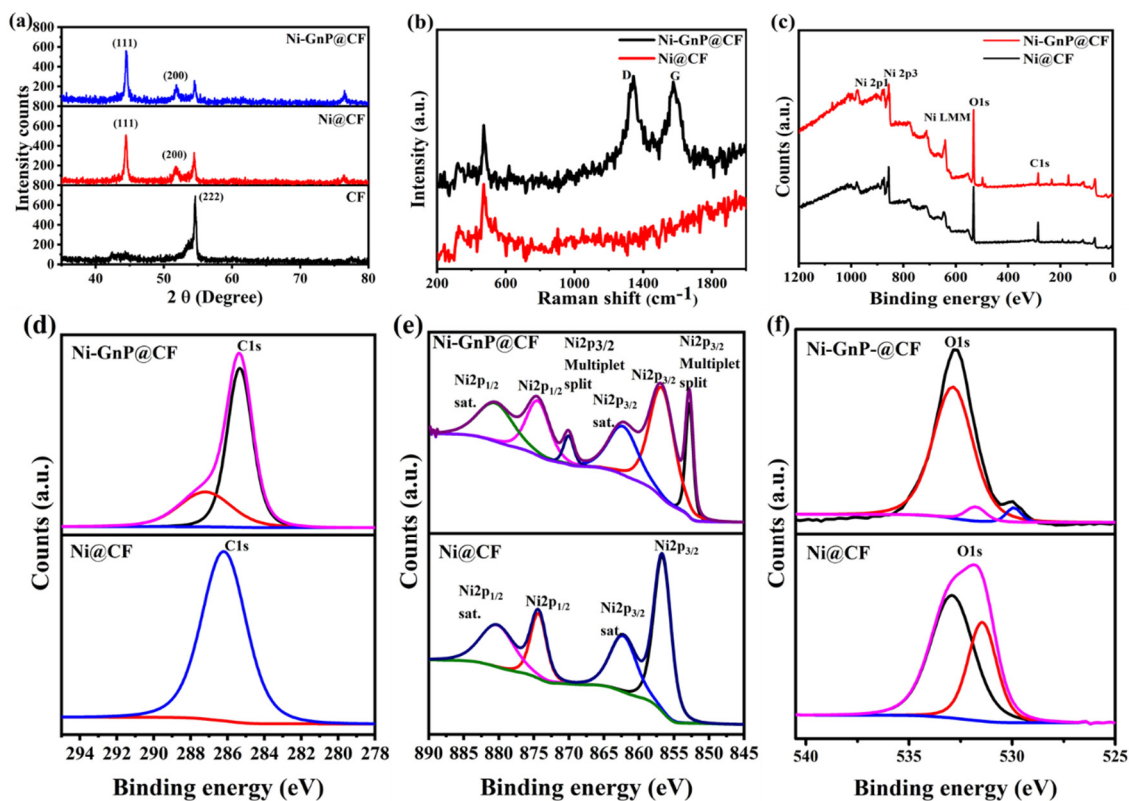 (a)
Intensity counts
800
600
400
200
0
(111)
(200)
Ni-GnP@CF
800
600
400
200
0
(111)
(200)
Ni@CF
800
600
400
200
0
(222)
CF
40 50 60 70 80
2 θ (Degree)
(b)
Intensity (a.u.)
Ni-GnP@CF
Ni@CF
D G
200 600 1000 1400 1800
Raman shift (cm-1)
(c)
Counts (a.u.)
Ni-GnP@CF
Ni@CF
Ni 2p3
Ni 2p1
O1s
Ni LMM
C1s
1200 1000 800 600 400 200 0
Binding energy (eV)
(d)
Counts (a.u.)
Ni-GnP@CF
C1s
Ni@CF
C1s
294 292 290 288 286 284 282 280 278
Binding energy (eV)
(e)
Counts (a.u.)
Ni-GnP@CF
Ni2p1/2
sat.
Ni2p1/2
Ni2p3/2
Multiplet
split
Ni2p3/2
sat.
Ni2p3/2
Ni2p3/2
Multiplet
split
Ni@CF
Ni2p1/2
sat.
Ni2p1/2
Ni2p3/2
sat.
Ni2p3/2
890 885 880 875 870 865 860 855 850 845
Binding energy (eV)
(f)
Counts (a.u.)
Ni-GnP-@CF
O1s
Ni@CF
O1s
540 535 530 525
Binding energy (eV)